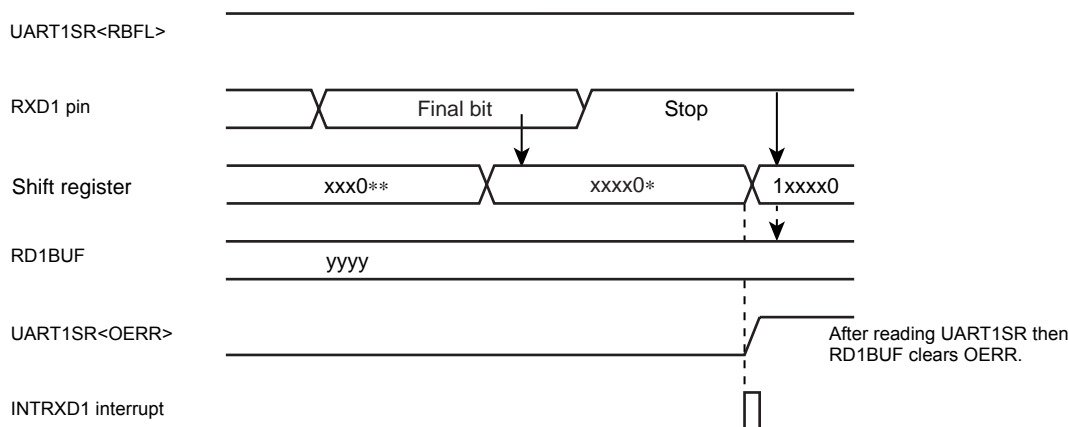 UART1SR<RBFL>
RXD1 pin
Final bit
Stop
Shift register
xxx0**
xxxx0*
1xxxx0
RD1BUF
yyyy
UART1SR<OERR>
After reading UART1SR then
RD1BUF clears OERR.
INTRXD1 interrupt